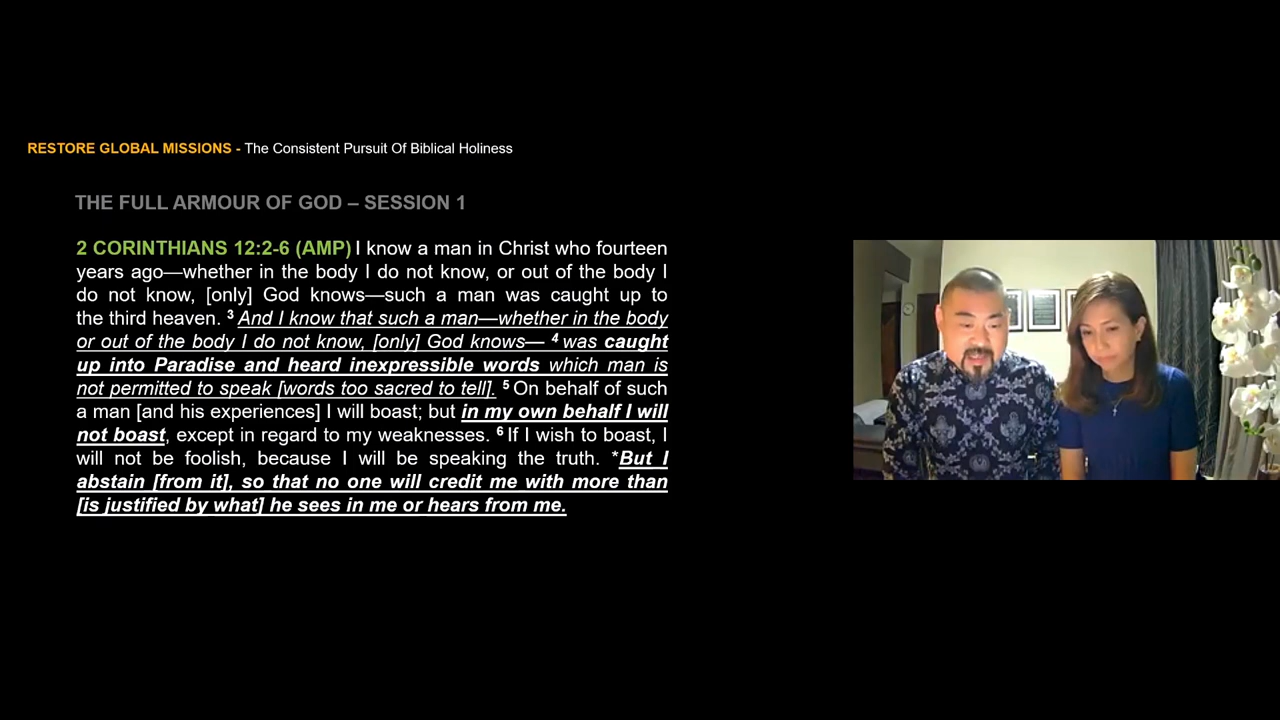 RESTORE GLOBAL MISSIONS - The Consistent Pursuit Of Biblical Holiness
THE FULL ARMOUR OF GOD – SESSION 1
2 CORINTHIANS 12:2-6 (AMP) I know a man in Christ who fourteen
years ago—whether in the body I do not know, or out of the body I
do not know, [only] God knows—such a man was caught up to
the third heaven. 3 And I know that such a man—whether in the body
or out of the body I do not know, [only] God knows— 4 was caught
up into Paradise and heard inexpressible words which man is
not permitted to speak [words too sacred to tell]. 5 On behalf of such
a man [and his experiences] I will boast; but in my own behalf I will
not boast, except in regard to my weaknesses. 6 If I wish to boast, I
will not be foolish, because I will be speaking the truth. *But I
abstain [from it], so that no one will credit me with more than
[is justified by what] he sees in me or hears from me.